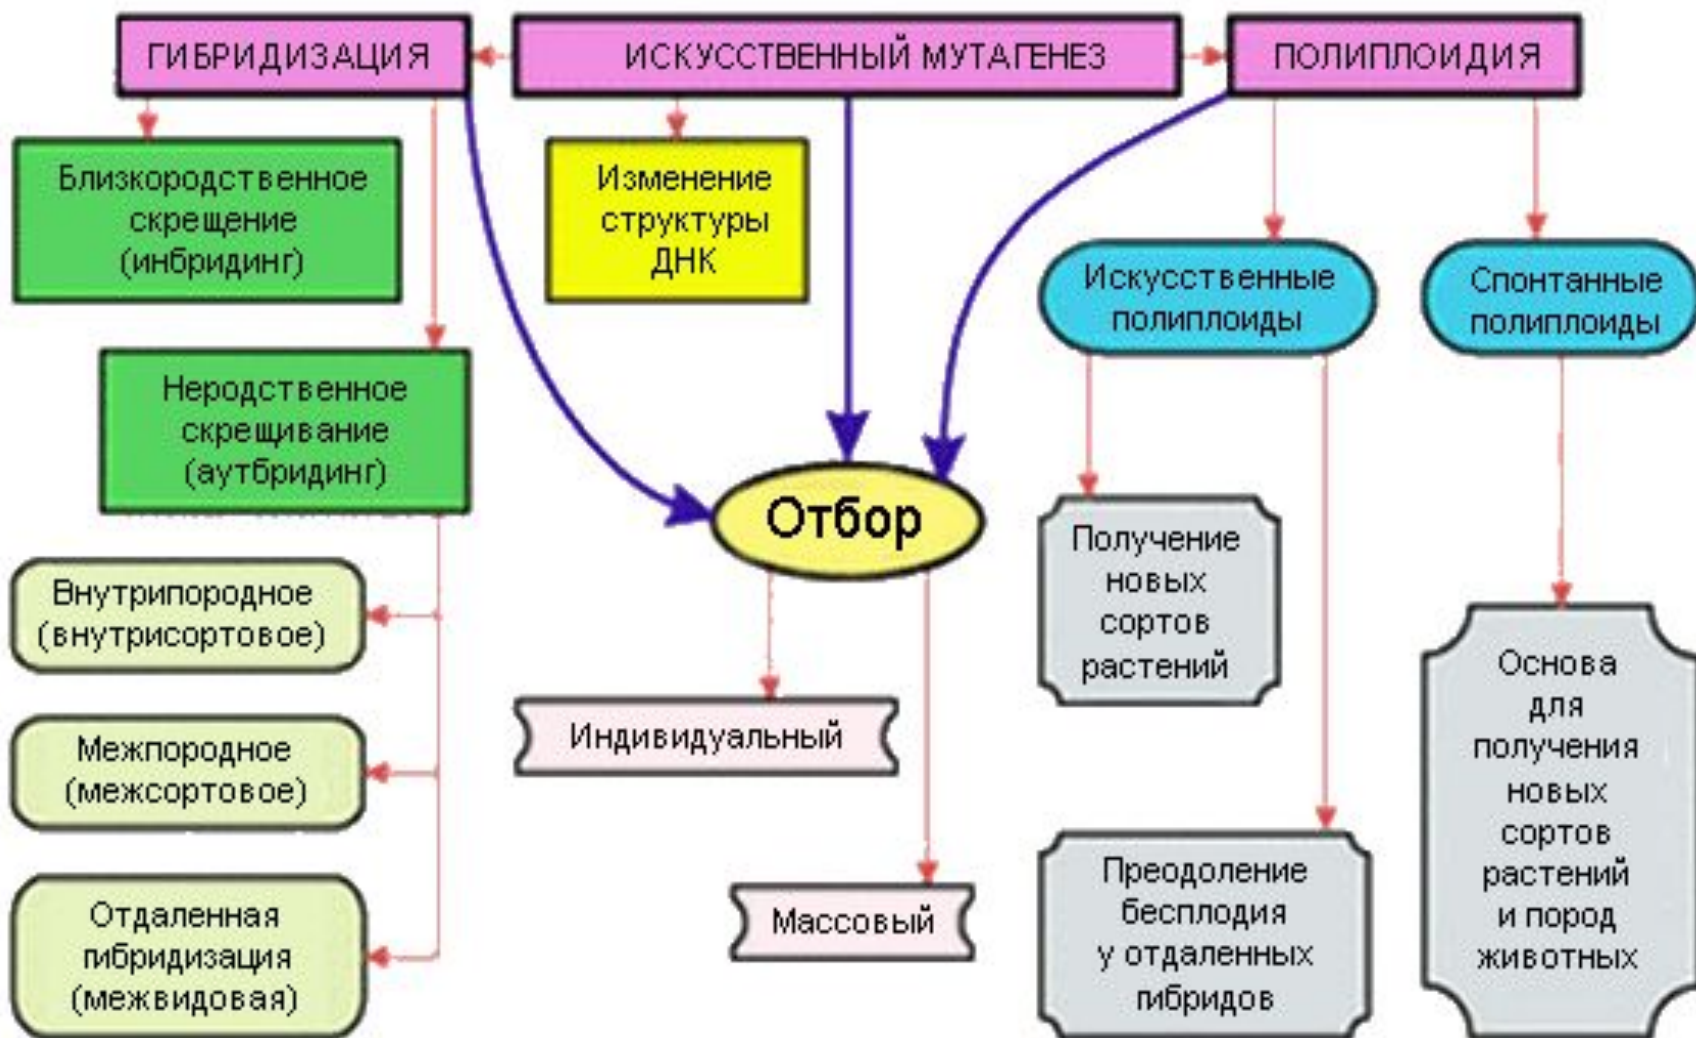 ГИБРИДИЗАЦИЯ
ИСКУССТВЕННЫЙ МУТАГЕНЕЗ
ПОЛИПЛОИДИЯ
Близкородственное
скрещение
(инбридинг)
Изменение
структуры
ДНК
Искусственные
полиплоиды
Спонтанные
полиплоиды
Неродственное
скрещивание
(аутбридинг)
Отбор
Внутрипородное
(внутрисортовое)
Межпородное
(межсортовое)
Отдаленная
гибридизация
(межвидовая)
Индивидуальный
Массовый
Получение
новых
сортов
растений
Преодоление
бесплодия
у отдаленных
гибридов
Основа
для
получения
новых
сортов
растений
и пород
животных